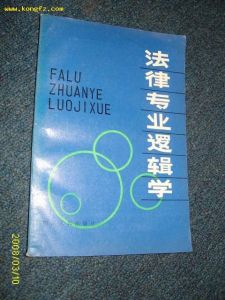 www.kongfz.com
FALU
ZHUANYE
LUOJIXUE
法律专业逻辑学
2008/03/10